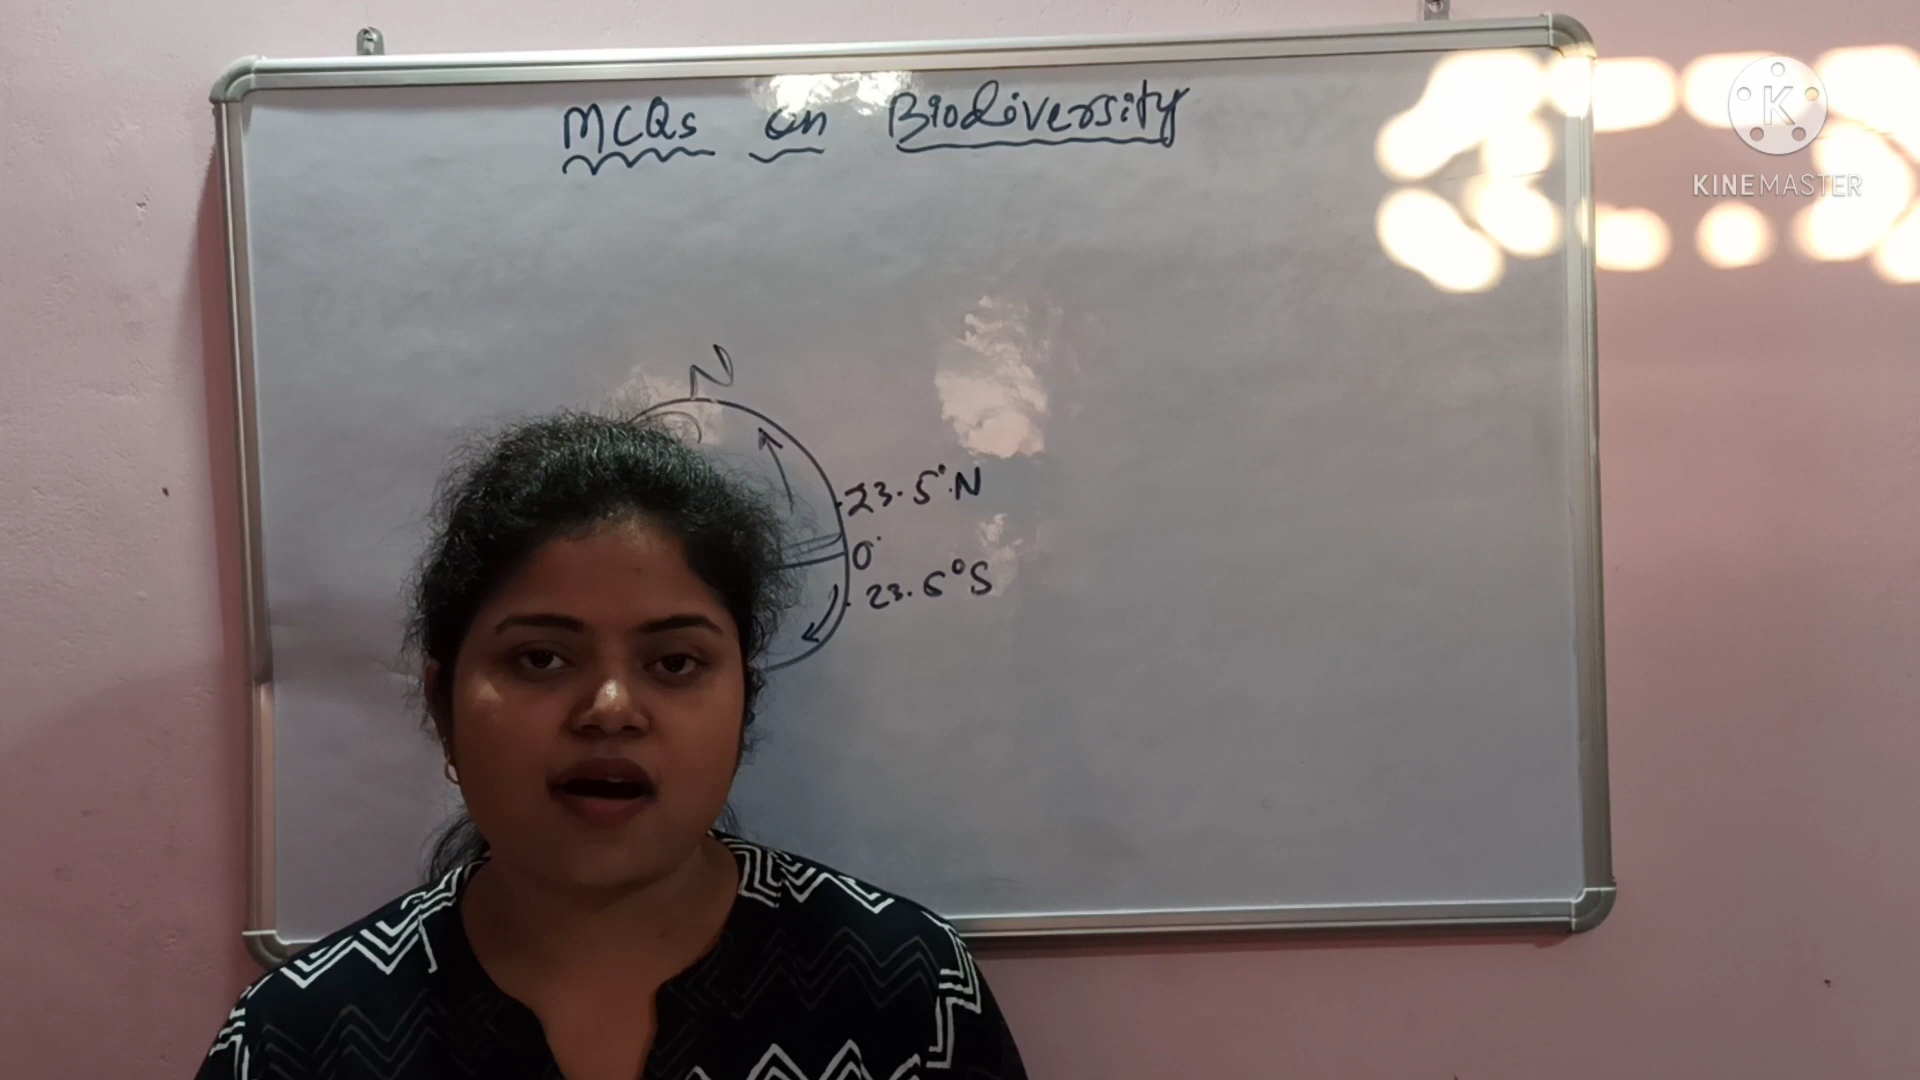 MCQs on Biodiversity
K
KINEMASTER
N
23.5°N
0°
23.5°S